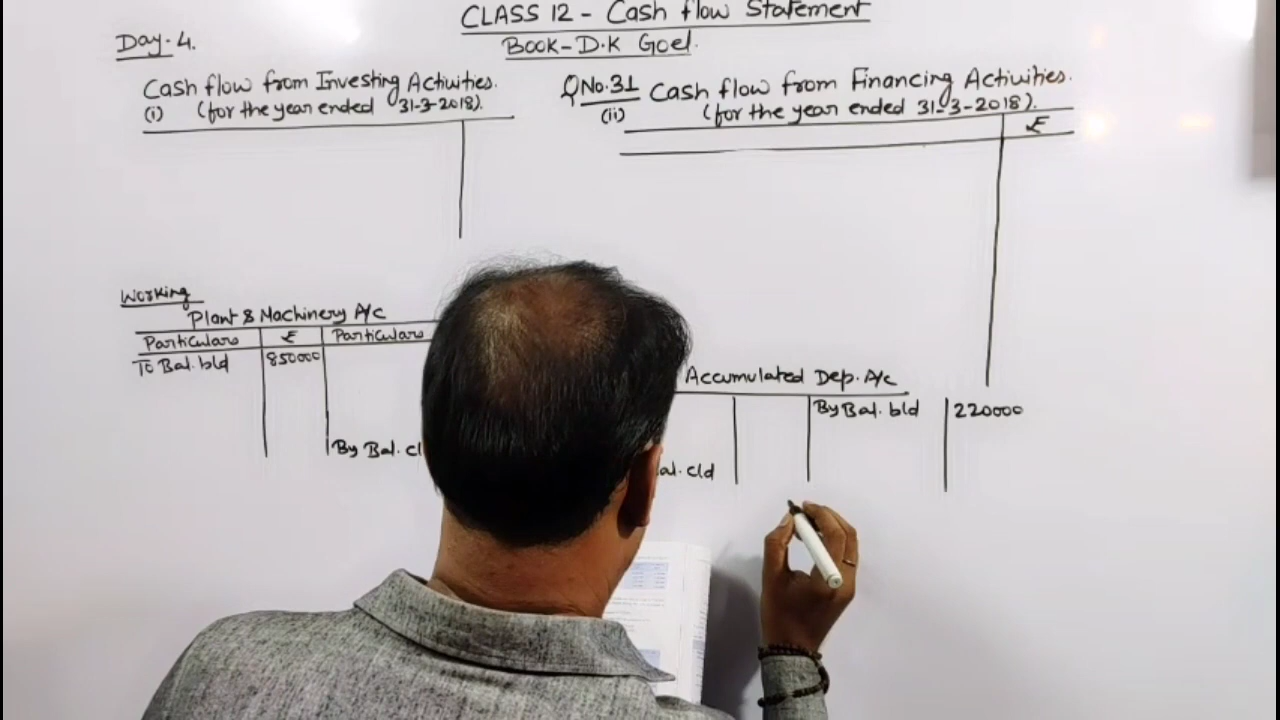 CLASS 12 - Cash flow Statement
Day-4.
BOOK-D.K Goel.
Cash flow from Investing Activities.
(i) (for the year ended 31-3-2018).
QNo.31 Cash flow from Financing Activities.
(ii) (for the year ended 31-3-2018).
₹
Working
Plant & Machinery A/c
Particulars ₹ Particulars
To Bal. b/d 850000
By Bal.
Accumulated Dep. A/c
By Bal. b/d 220000
c/d